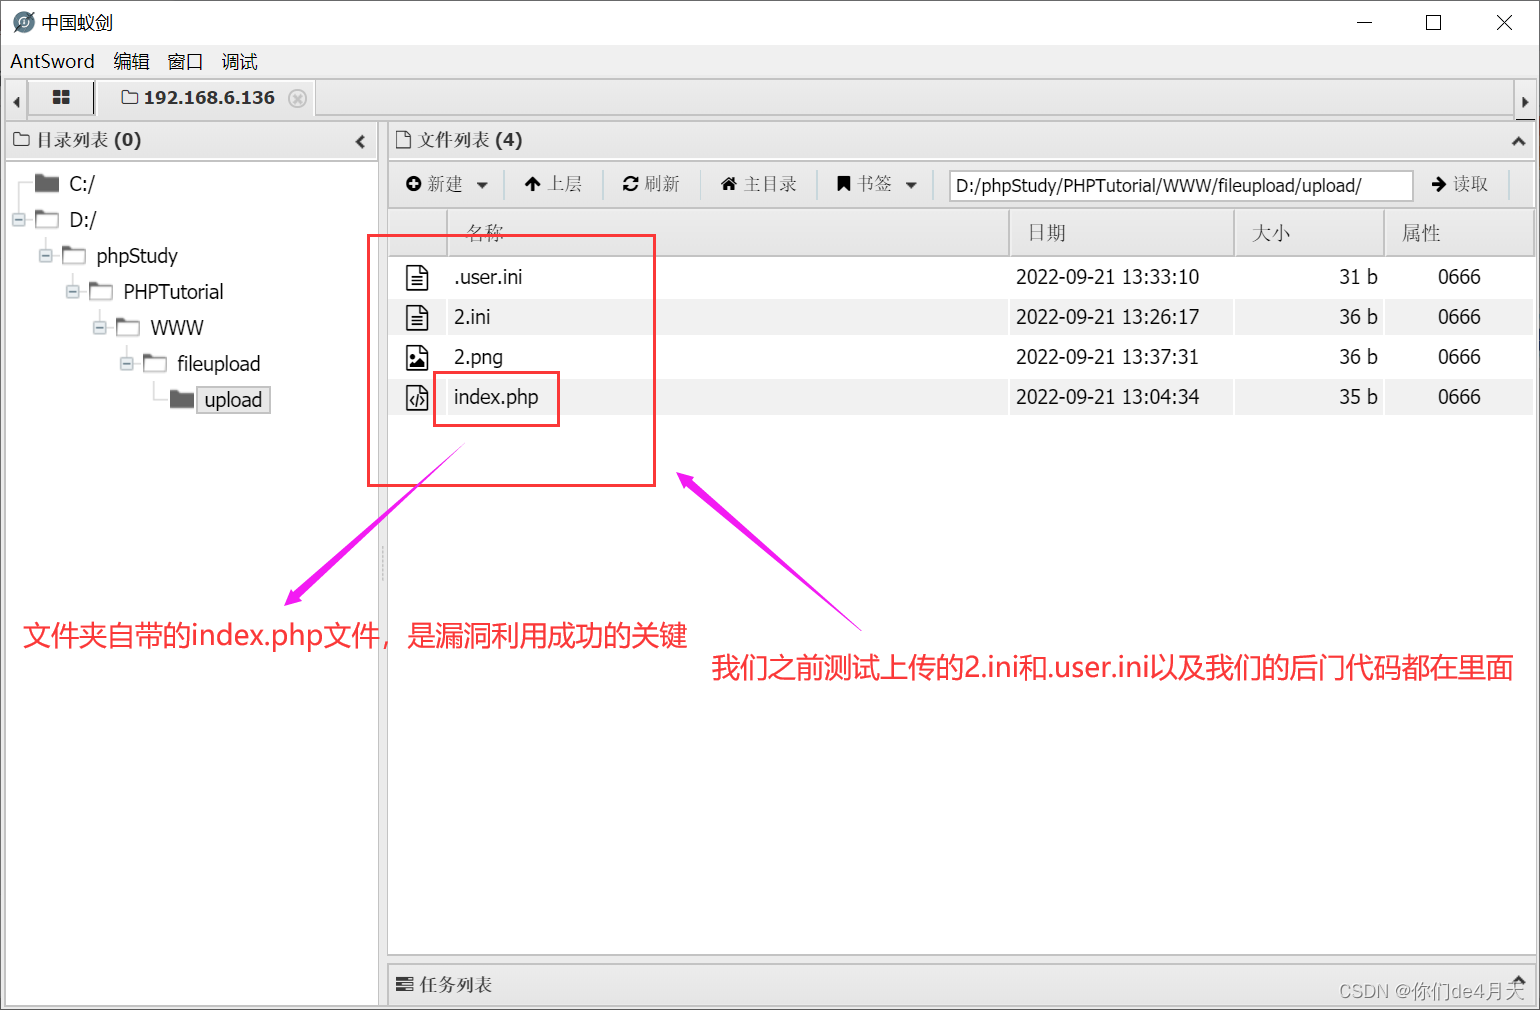 中国蚁剑
AntSword 编辑 窗口 调试
192.168.6.136
目录列表 (0)
文件列表 (4)
新建 上层 刷新 主目录 书签 D:/phpStudy/PHPTutorial/WWW/fileupload/upload/ 读取
C:/
D:/
phpStudy
PHPTutorial
WWW
fileupload
upload
名称 日期 大小 属性
.user.ini 2022-09-21 13:33:10 31 b 0666
2.ini 2022-09-21 13:26:17 36 b 0666
2.png 2022-09-21 13:37:31 36 b 0666
index.php 2022-09-21 13:04:34 35 b 0666
文件夹自带的index.php文件，是漏洞利用成功的关键
我们之前测试上传的2.ini和.user.ini以及我们的后门代码都在里面
任务列表
CSDN @你们de4月天